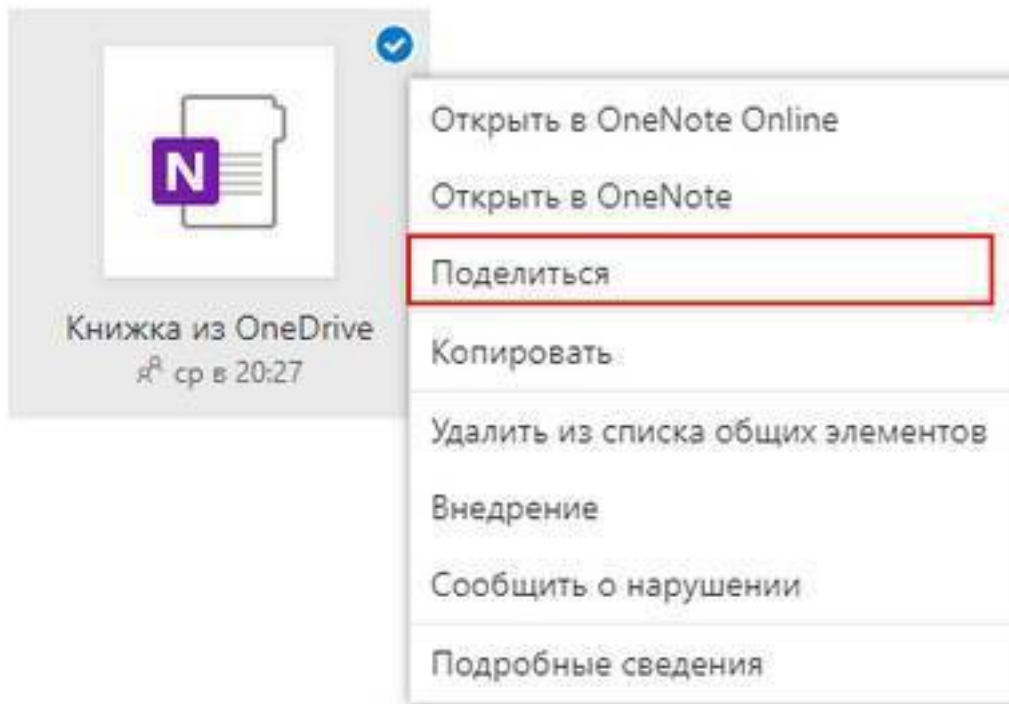 N
Книжка из OneDrive
ср в 20:27
Открыть в OneNote Online
Открыть в OneNote
Поделиться
Копировать
Удалить из списка общих элементов
Внедрение
Сообщить о нарушении
Подробные сведения